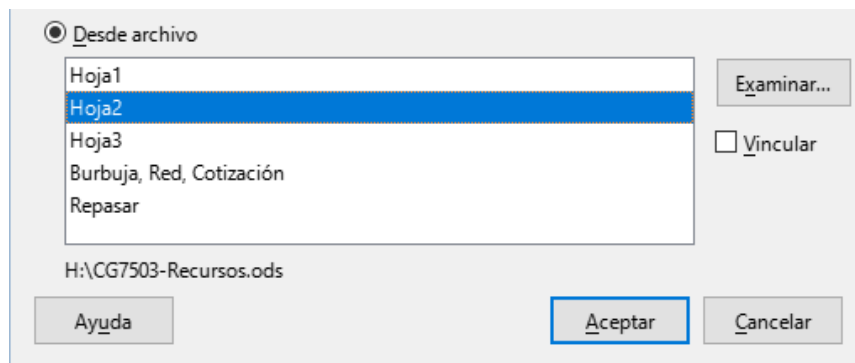 Desde archivo
Hoja1
Examinar...
Hoja2
Hoja3
Vincular
Burbuja, Red, Cotización
Repasar
H:\CG7503-Recursos.ods
Ayuda
Aceptar
Cancelar